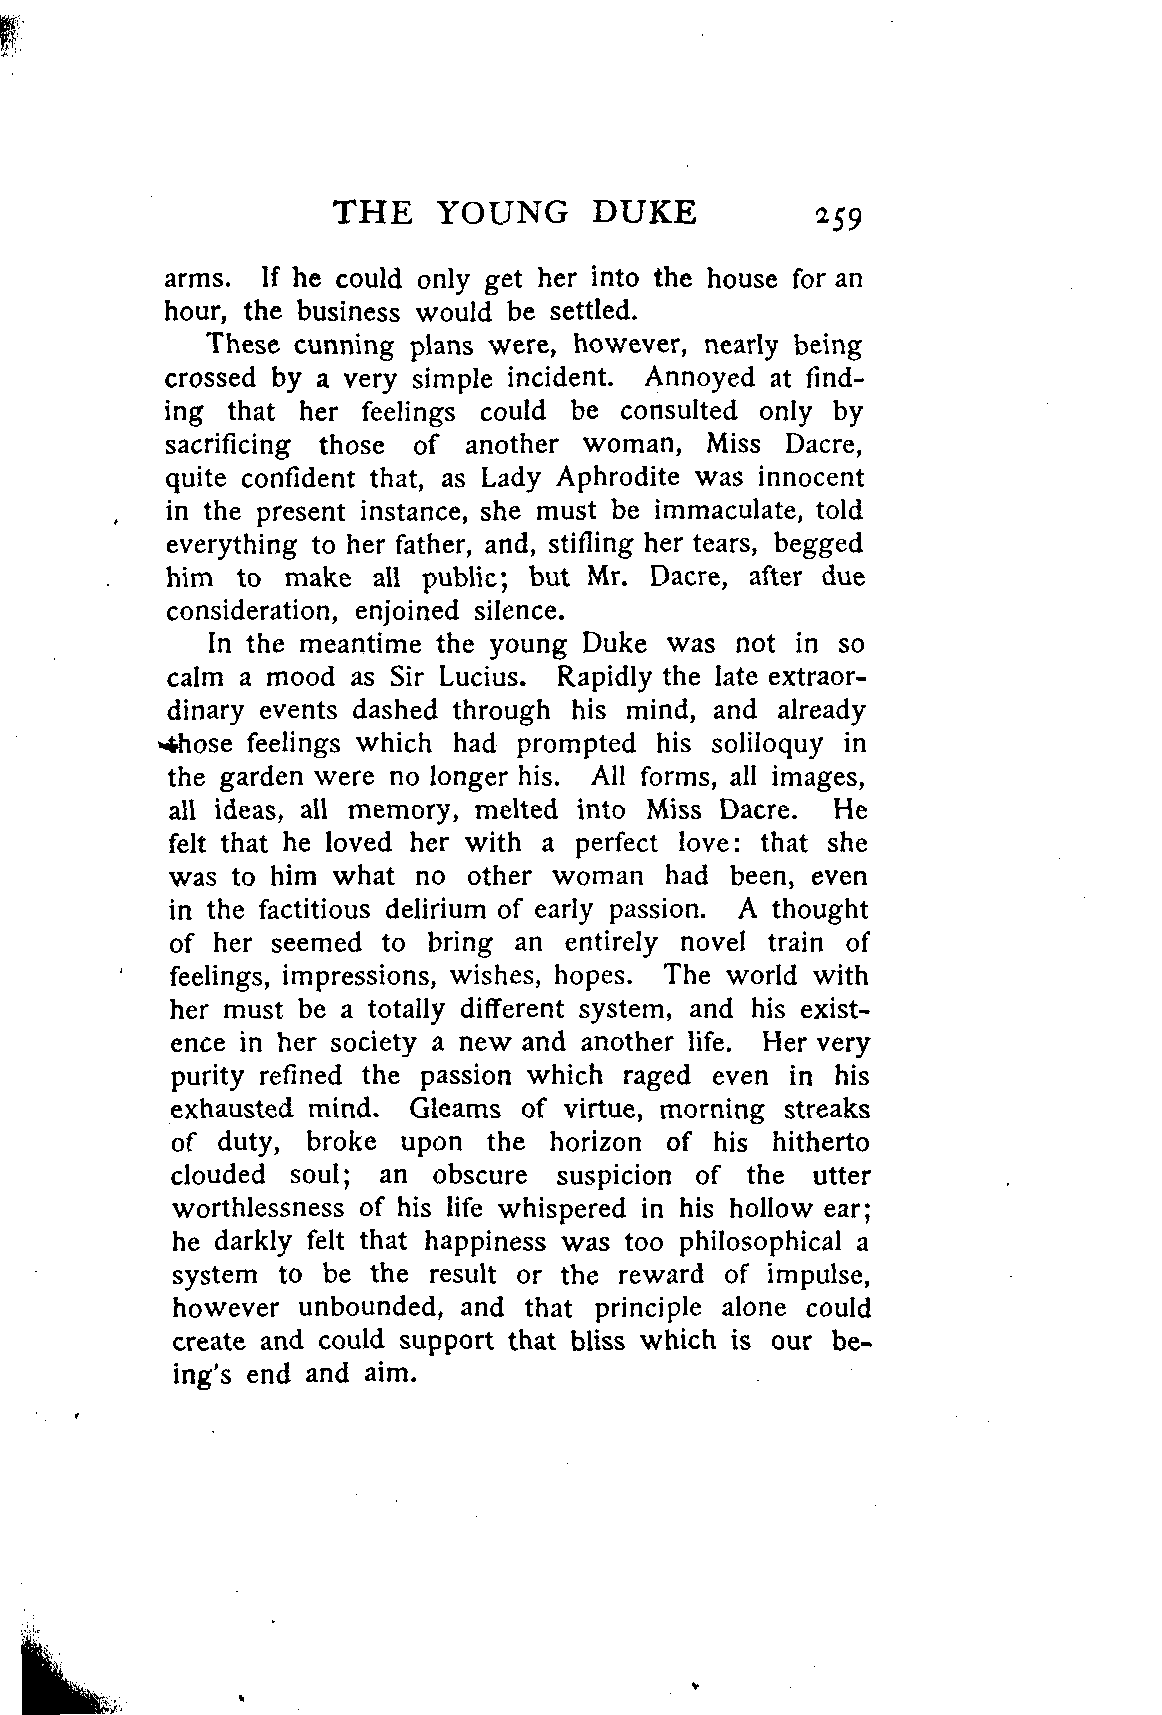 THE YOUNG DUKE 259
arms. If he could only get her into the house for an
hour, the business would be settled.
These cunning plans were, however, nearly being
crossed by a very simple incident. Annoyed at find-
ing that her feelings could be consulted only by
sacrificing those of another woman, Miss Dacre,
quite confident that, as Lady Aphrodite was innocent
in the present instance, she must be immaculate, told
everything to her father, and, stifling her tears, begged
him to make all public; but Mr. Dacre, after due
consideration, enjoined silence.
In the meantime the young Duke was not in so
calm a mood as Sir Lucius. Rapidly the late extraor-
dinary events dashed through his mind, and already
those feelings which had prompted his soliloquy in
the garden were no longer his. All forms, all images,
all ideas, all memory, melted into Miss Dacre. He
felt that he loved her with a perfect love: that she
was to him what no other woman had been, even
in the factitious delirium of early passion. A thought
of her seemed to bring an entirely novel train of
feelings, impressions, wishes, hopes. The world with
her must be a totally different system, and his exist-
ence in her society a new and another life. Her very
purity refined the passion which raged even in his
exhausted mind. Gleams of virtue, morning streaks
of duty, broke upon the horizon of his hitherto
clouded soul; an obscure suspicion of the utter
worthlessness of his life whispered in his hollow ear;
he darkly felt that happiness was too philosophical a
system to be the result or the reward of impulse,
however unbounded, and that principle alone could
create and could support that bliss which is our be-
ing's end and aim.